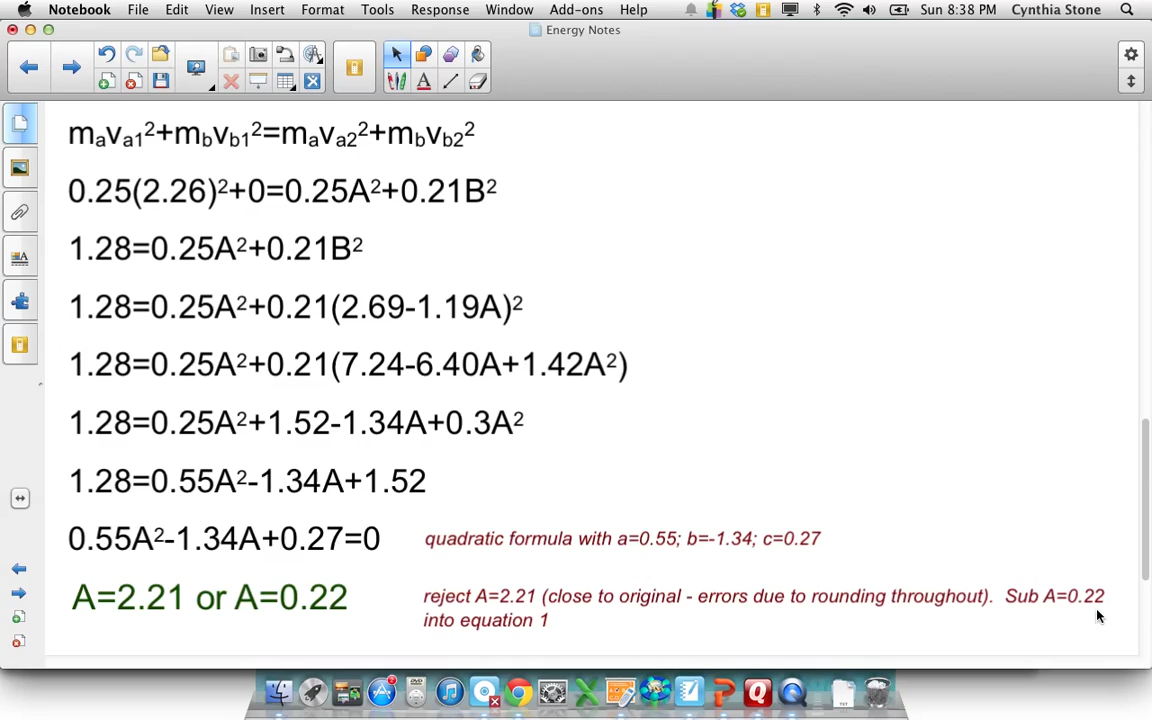 Notebook File Edit View Insert Format Tools Response Window Add-ons Help Sun 8:38 PM Cynthia Stone
Energy Notes
mₐvₐ₁²+m_bv_b₁²=mₐvₐ₂²+m_bv_b₂²
0.25(2.26)²+0=0.25A²+0.21B²
1.28=0.25A²+0.21B²
1.28=0.25A²+0.21(2.69-1.19A)²
1.28=0.25A²+0.21(7.24-6.40A+1.42A²)
1.28=0.25A²+1.52-1.34A+0.3A²
1.28=0.55A²-1.34A+1.52
0.55A²-1.34A+0.27=0 quadratic formula with a=0.55; b=-1.34; c=0.27
A=2.21 or A=0.22 reject A=2.21 (close to original - errors due to rounding throughout). Sub A=0.22
into equation 1